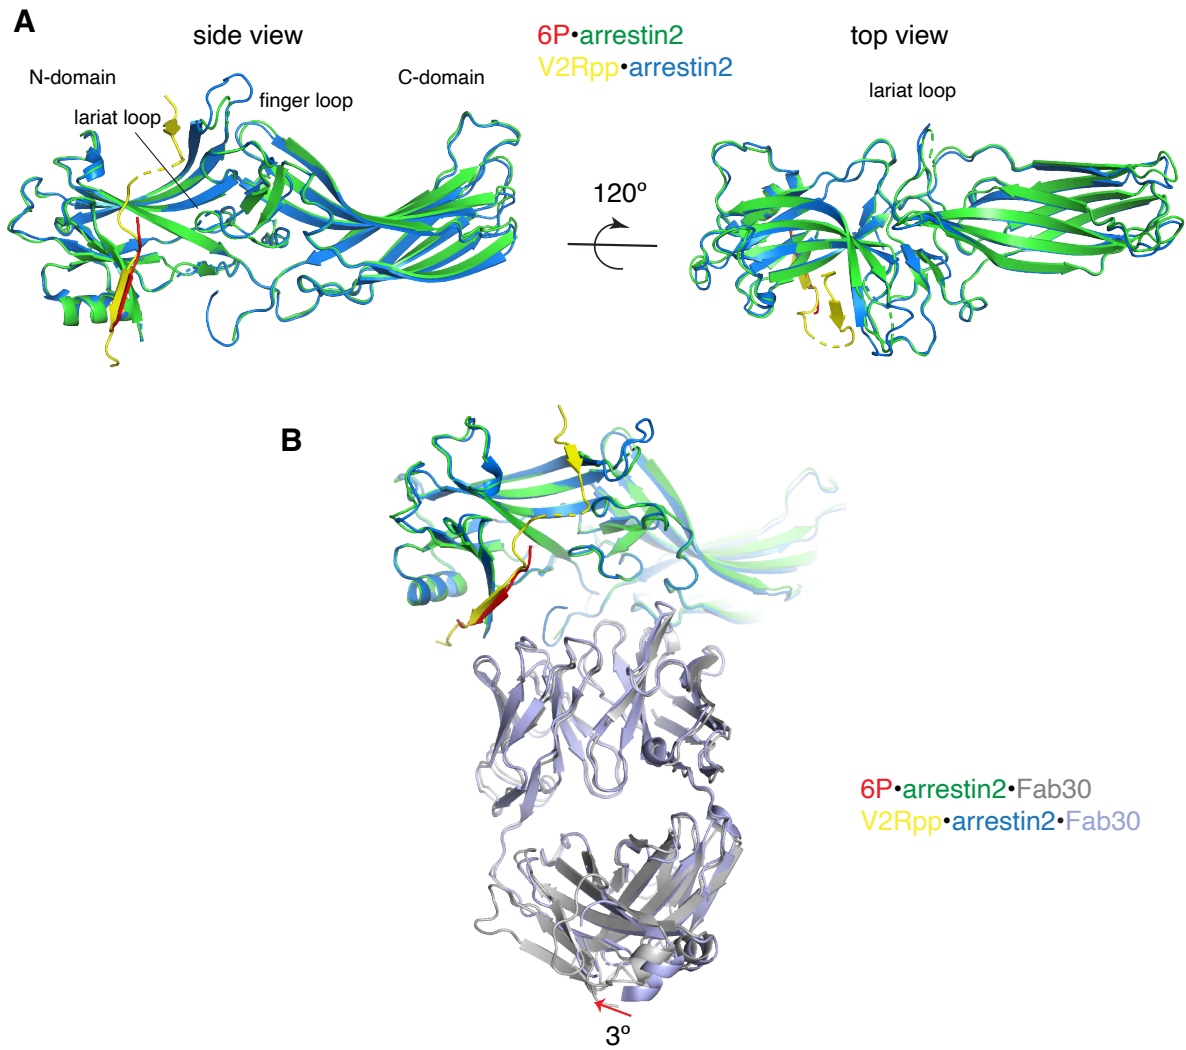 A
side view
6P•arrestin2
V2Rpp•arrestin2
top view
N-domain
lariat loop
finger loop
C-domain
lariat loop
120º
B
6P•arrestin2•Fab30
V2Rpp•arrestin2•Fab30
3º